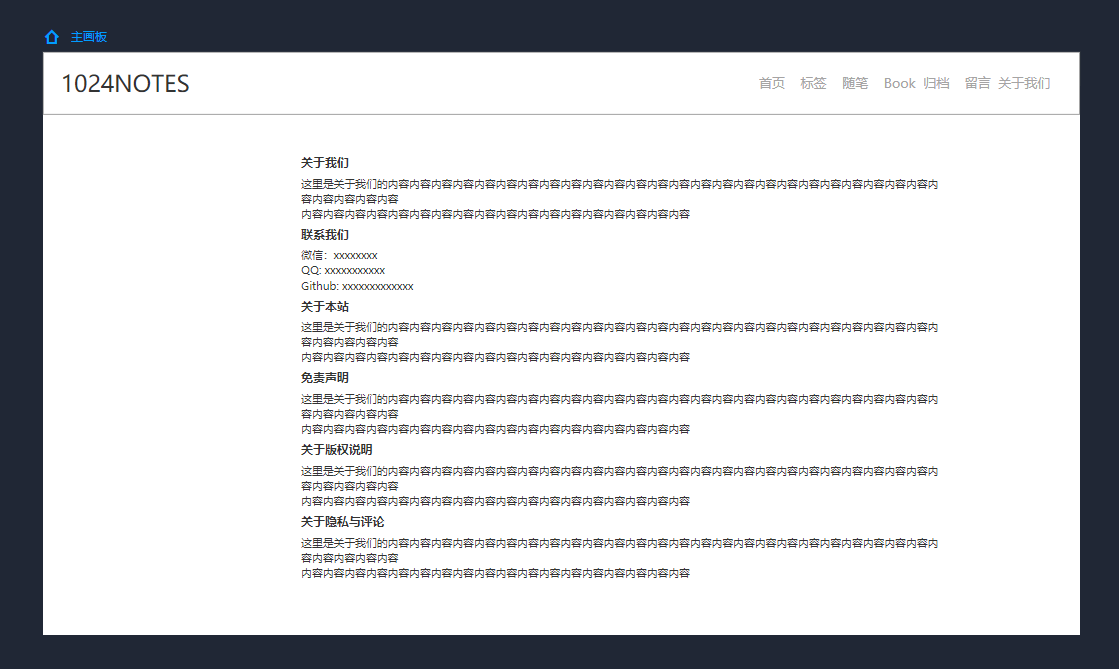 主画板
1024NOTES
首页 标签 随笔 Book 归档 留言 关于我们
关于我们
这里是关于我们的内容内容内容内容内容内容内容内容内容内容内容内容内容内容内容内容内容内容内容内容内容内容内容内容内容内
容内容内容内容内容
内容内容内容内容内容内容内容内容内容内容内容内容内容内容内容内容内容内容
联系我们
微信：xxxxxxxx
QQ: xxxxxxxxxxx
Github: xxxxxxxxxxxxx
关于本站
这里是关于我们的内容内容内容内容内容内容内容内容内容内容内容内容内容内容内容内容内容内容内容内容内容内容内容内容内容内
容内容内容内容内容
内容内容内容内容内容内容内容内容内容内容内容内容内容内容内容内容内容内容
免责声明
这里是关于我们的内容内容内容内容内容内容内容内容内容内容内容内容内容内容内容内容内容内容内容内容内容内容内容内容内容内
容内容内容内容内容
内容内容内容内容内容内容内容内容内容内容内容内容内容内容内容内容内容内容
关于版权说明
这里是关于我们的内容内容内容内容内容内容内容内容内容内容内容内容内容内容内容内容内容内容内容内容内容内容内容内容内容内
容内容内容内容内容
内容内容内容内容内容内容内容内容内容内容内容内容内容内容内容内容内容内容
关于隐私与评论
这里是关于我们的内容内容内容内容内容内容内容内容内容内容内容内容内容内容内容内容内容内容内容内容内容内容内容内容内容内
容内容内容内容内容
内容内容内容内容内容内容内容内容内容内容内容内容内容内容内容内容内容内容